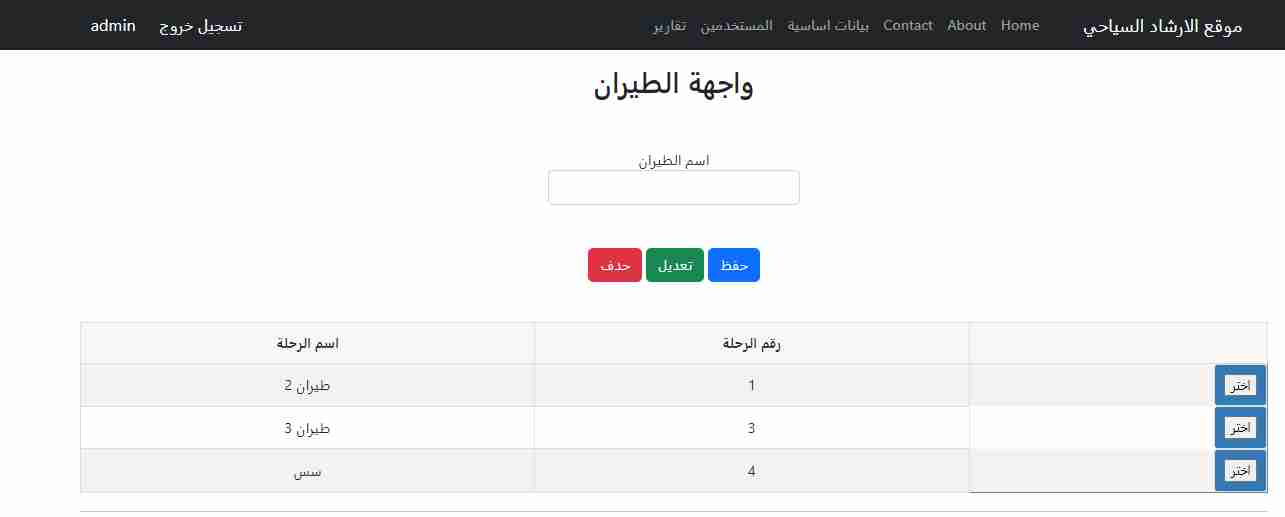 موقع الارشاد السياحي Home About Contact بيانات اساسية المستخدمين تقارير تسجيل خروج admin
واجهة الطيران
اسم الطيران
حفظ تعديل حذف
رقم الرحلة اسم الرحلة
اختر 1 طيران 2
اختر 3 طيران 3
اختر 4 سس